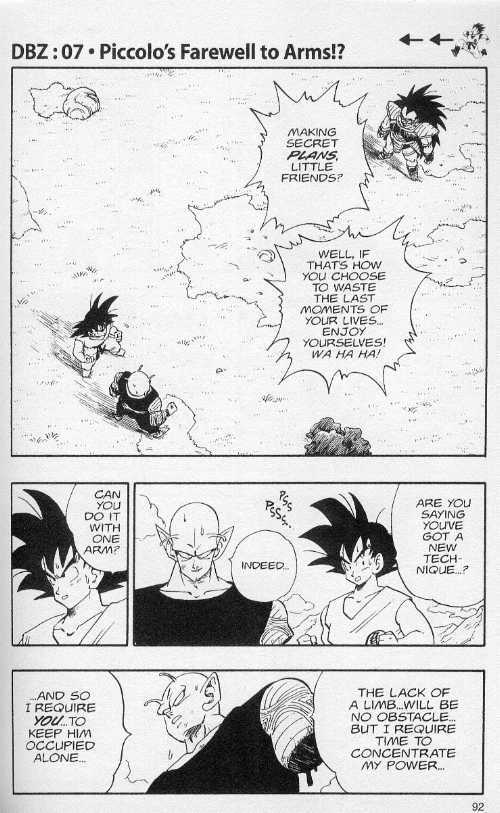 DBZ : 07 • Piccolo's Farewell to Arms!?
MAKING
SECRET
PLANS,
LITTLE
FRIENDS?
WELL, IF
THAT'S HOW
YOU CHOOSE
TO WASTE
THE LAST
MOMENTS OF
YOUR LIVES...
ENJOY
YOURSELVES!
WA HA HA!
ARE YOU
SAYING
YOU'VE
GOT A
NEW
TECH-
NIQUE...?
PSS
PSSS...
INDEED...
CAN
YOU
DO IT
WITH
ONE
ARM?
THE LACK OF
A LIMB...WILL BE
NO OBSTACLE...
BUT I REQUIRE
TIME TO
CONCENTRATE
MY POWER...
...AND SO
I REQUIRE
YOU...TO
KEEP HIM
OCCUPIED
ALONE...
92